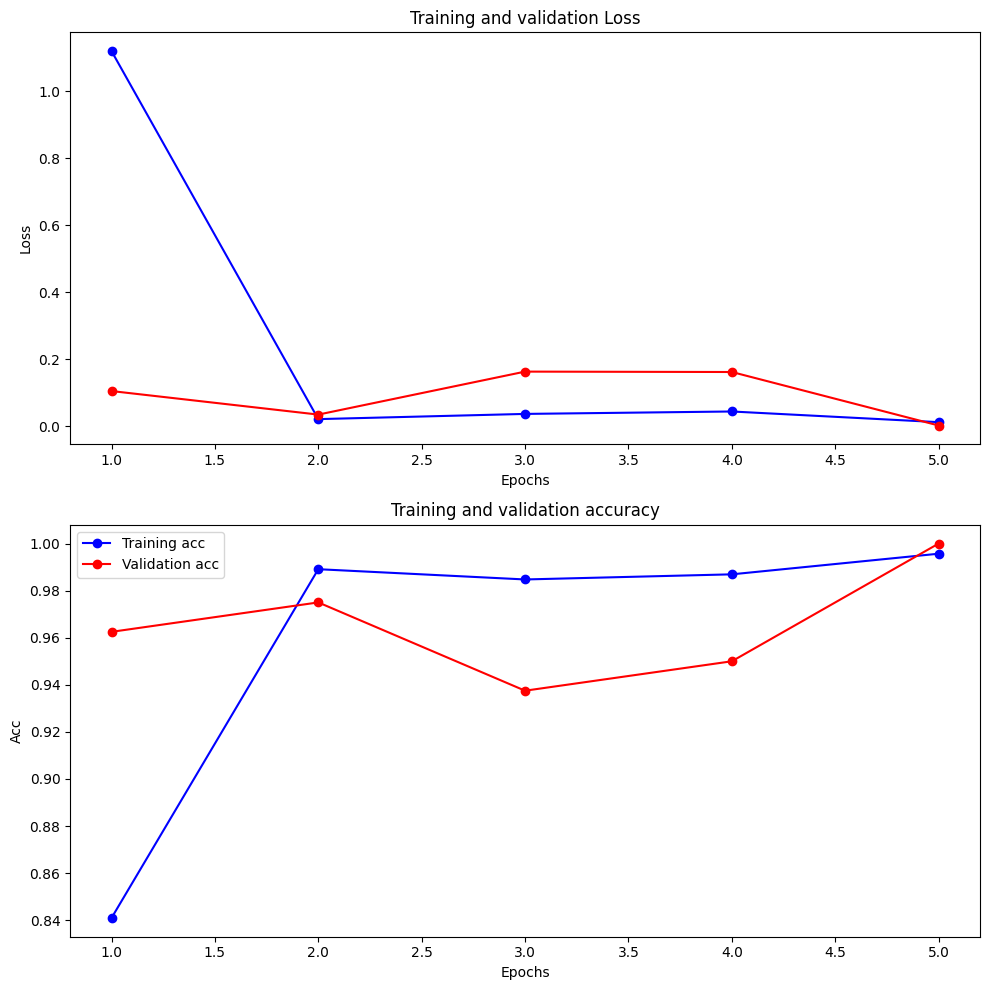 Training and validation Loss
1.0
0.8
0.6
0.4
0.2
0.0
Loss
1.0 1.5 2.0 2.5 3.0 3.5 4.0 4.5 5.0
Epochs
Training and validation accuracy
Training acc
Validation acc
1.00
0.98
0.96
0.94
0.92
0.90
0.88
0.86
0.84
Acc
1.0 1.5 2.0 2.5 3.0 3.5 4.0 4.5 5.0
Epochs